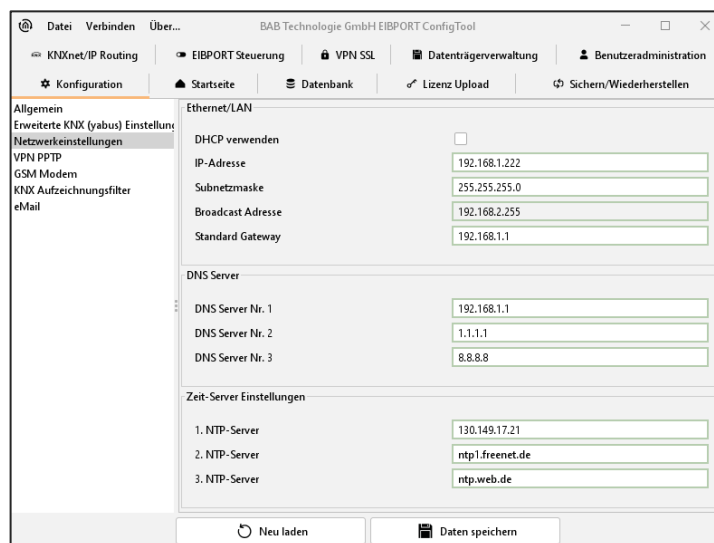 Datei Verbinden Über... BAB Technologie GmbH EIBPORT ConfigTool
KNXnet/IP Routing EIBPORT Steuerung VPN SSL Datenträgerverwaltung Benutzeradministration
Konfiguration Startseite Datenbank Lizenz Upload Sichern/Wiederherstellen
Allgemein
Erweiterte KNX (yabus) Einstellung
Netzwerkeinstellungen
VPN PPTP
GSM Modem
KNX Aufzeichnungsfilter
eMail
Ethernet/LAN
DHCP verwenden
IP-Adresse 192.168.1.222
Subnetzmaske 255.255.255.0
Broadcast Adresse 192.168.2.255
Standard Gateway 192.168.1.1
DNS Server
DNS Server Nr. 1 192.168.1.1
DNS Server Nr. 2 1.1.1.1
DNS Server Nr. 3 8.8.8.8
Zeit-Server Einstellungen
1. NTP-Server 130.149.17.21
2. NTP-Server ntp1.freenet.de
3. NTP-Server ntp.web.de
Neu laden Daten speichern